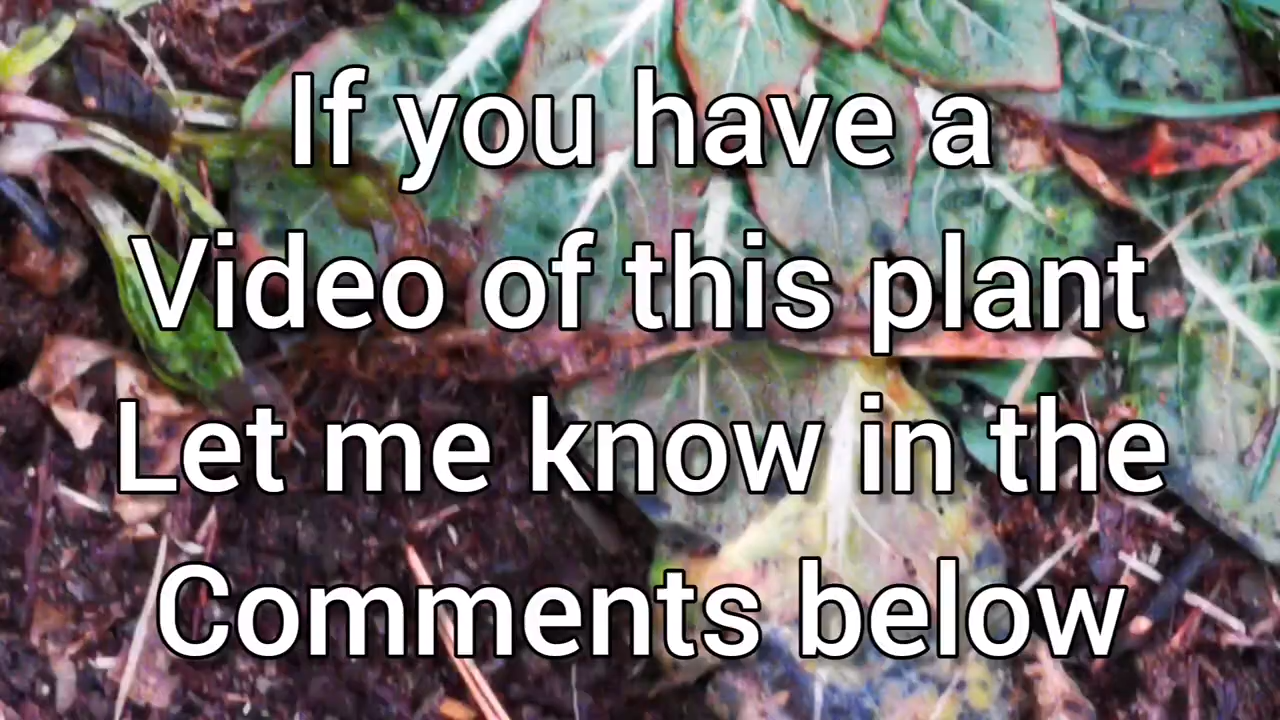 If you have a
Video of this plant
Let me know in the
Comments below